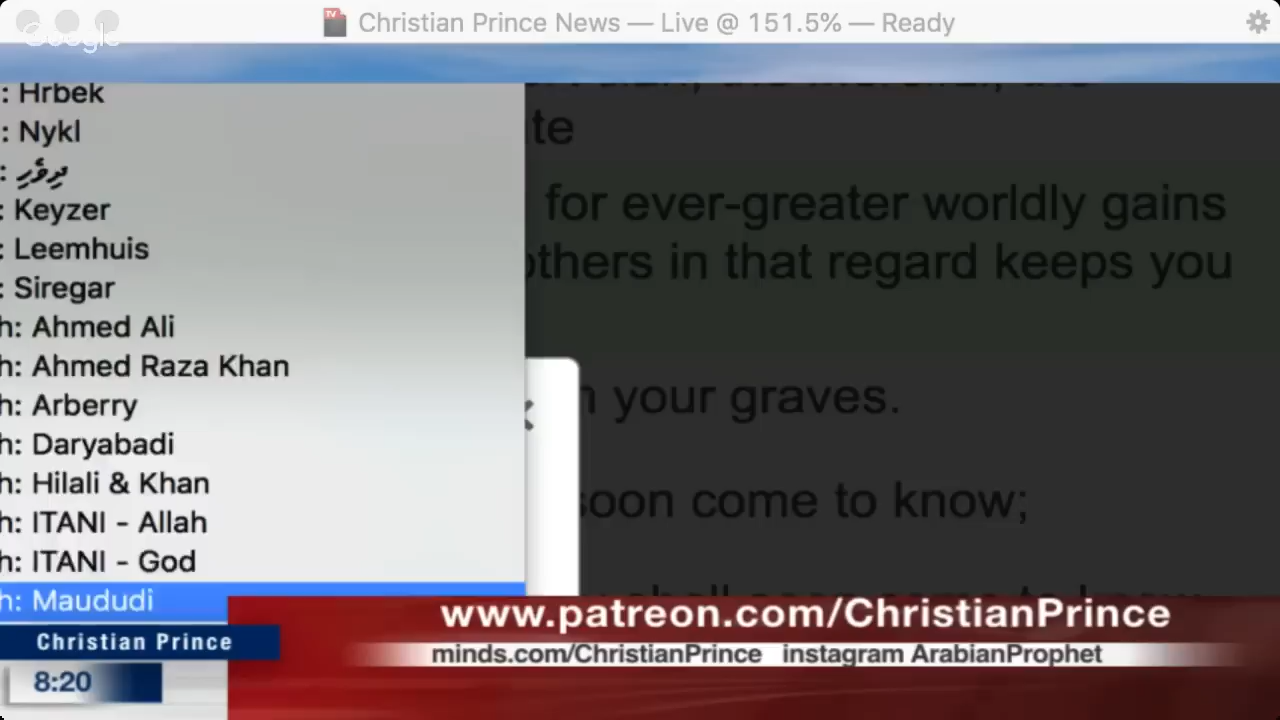 Christian Prince News — Live @ 151.5% — Ready
Google
: Hrbek
: Nykl
: ދިވެހި
: Keyzer
: Leemhuis
: Siregar
h: Ahmed Ali
h: Ahmed Raza Khan
h: Arberry
h: Daryabadi
h: Hilali & Khan
h: ITANI - Allah
h: ITANI - God
h: Maududi
te
for ever-greater worldly gains
others in that regard keeps you
your graves.
soon come to know;
www.patreon.com/ChristianPrince
minds.com/ChristianPrince instagram ArabianProphet
Christian Prince
8:20